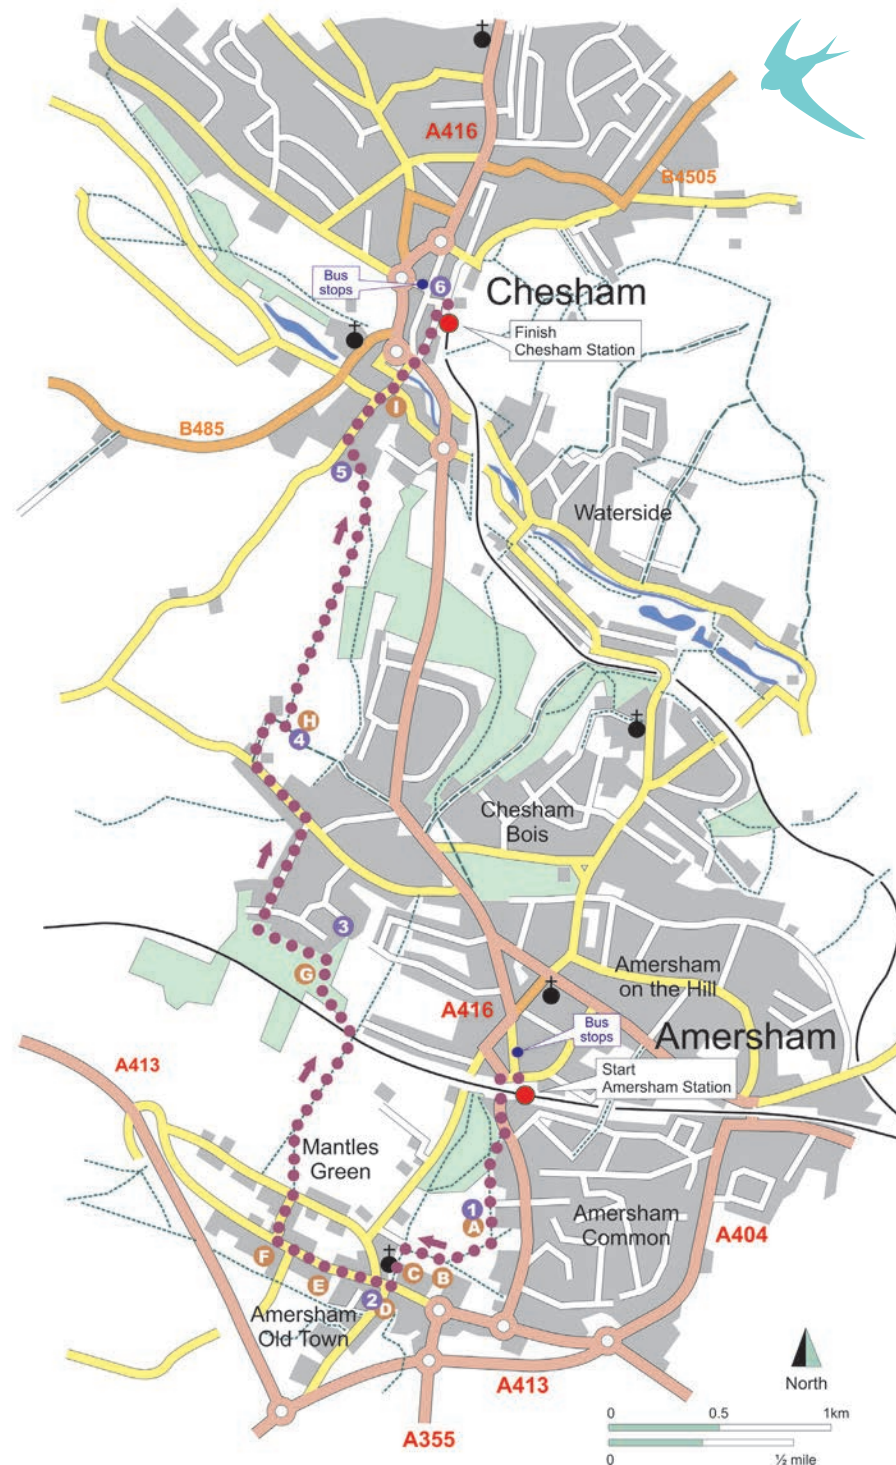 A416
B4505
Bus
stops
6
Chesham
Finish
Chesham Station
B485
I
5
Waterside
H
4
Chesham
Bois
3
G
Amersham
on the Hill
A416
Bus
stops
Amersham
Start
Amersham Station
A413
Mantles
Green
1
A
Amersham
Common
A404
F
E
C
B
2
D
Amersham
Old Town
A413
A355
North
0 0.5 1km
0 ½ mile